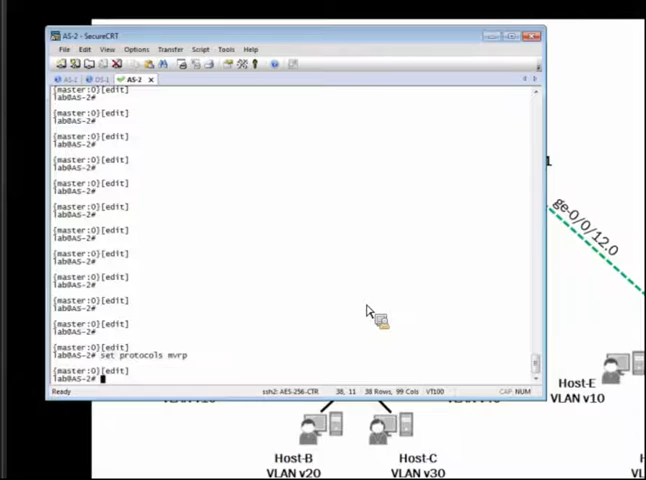 AS-2 - SecureCRT
File Edit View Options Transfer Script Tools Help
AS-1 DS-1 AS-2
{master:0}[edit]
lab@AS-2#
{master:0}[edit]
lab@AS-2#
{master:0}[edit]
lab@AS-2#
{master:0}[edit]
lab@AS-2#
{master:0}[edit]
lab@AS-2#
{master:0}[edit]
lab@AS-2#
{master:0}[edit]
lab@AS-2#
{master:0}[edit]
lab@AS-2#
{master:0}[edit]
lab@AS-2#
{master:0}[edit]
lab@AS-2#
{master:0}[edit]
lab@AS-2#
{master:0}[edit]
lab@AS-2# set protocols mvrp
{master:0}[edit]
lab@AS-2#
Ready ssh2: AES-256-CTR 38, 11 38 Rows, 99 Cols VT100 CAP NUM
1
ge-0/0/12.0
Host-E
VLAN v10
Host-B
VLAN v20
Host-C
VLAN v30